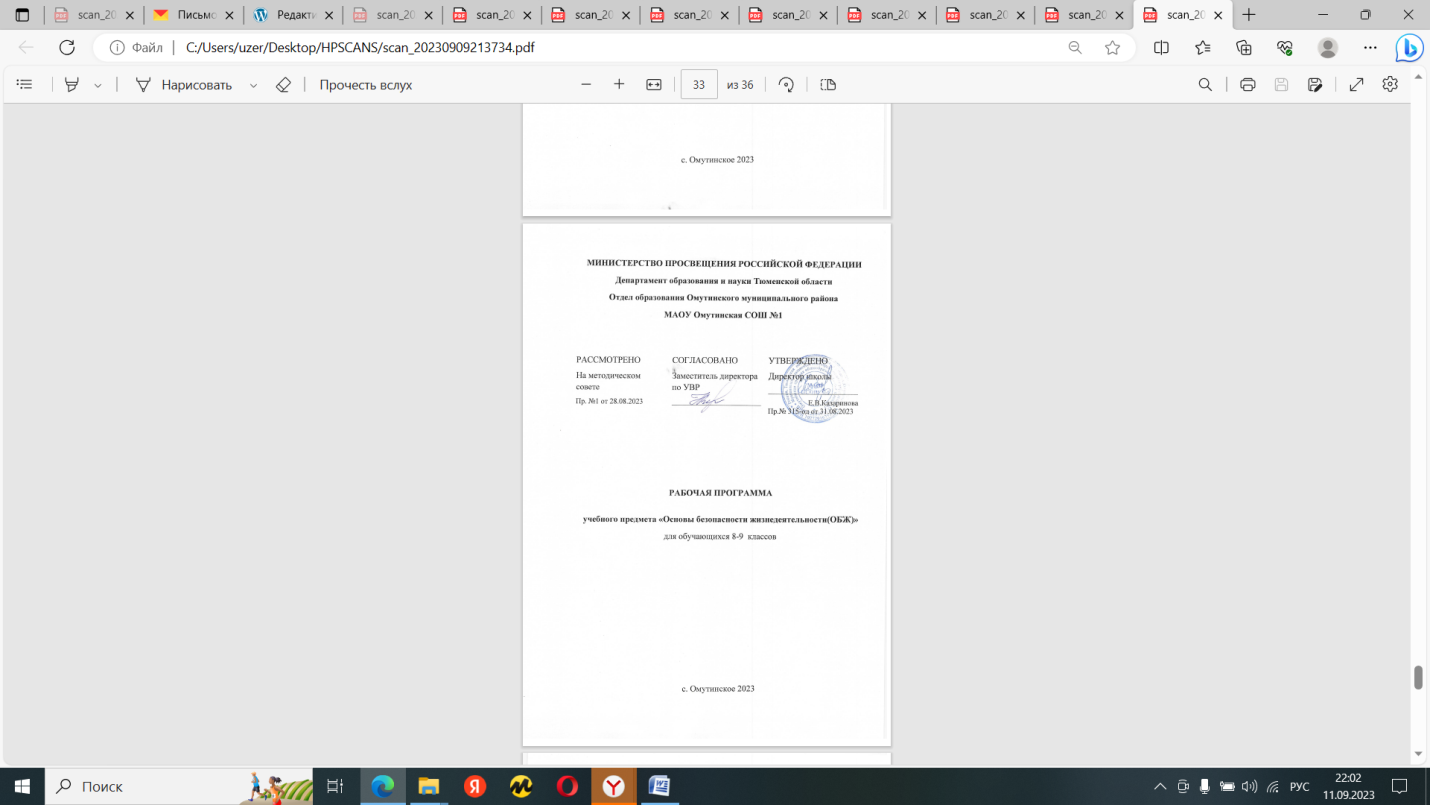 scan_20
Письмо
Редакти
scan_20
scan_20
scan_20
scan_20
scan_20
scan_20
scan_20
scan_20
scan_20
Файл
C:/Users/uzer/Desktop/HPSCANS/scan_20230909213734.pdf
Нарисовать
Прочесть вслух
33 из 36
с. Омутинское 2023
МИНИСТЕРСТВО ПРОСВЕЩЕНИЯ РОССИЙСКОЙ ФЕДЕРАЦИИ
Департамент образования и науки Тюменской области
Отдел образования Омутинского муниципального района
МАОУ Омутинская СОШ №1
РАССМОТРЕНО
На методическом
совете
Пр. №1 от 28.08.2023
СОГЛАСОВАНО
Заместитель директора
по УВР
УТВЕРЖДЕНО
Директор школы
Е.В.Казаринова
Пр.№ 315-од от 31.08.2023
РАБОЧАЯ ПРОГРАММА
учебного предмета «Основы безопасности жизнедеятельности(ОБЖ)»
для обучающихся 8-9 классов
с. Омутинское 2023
Поиск
РУС
22:02
11.09.2023